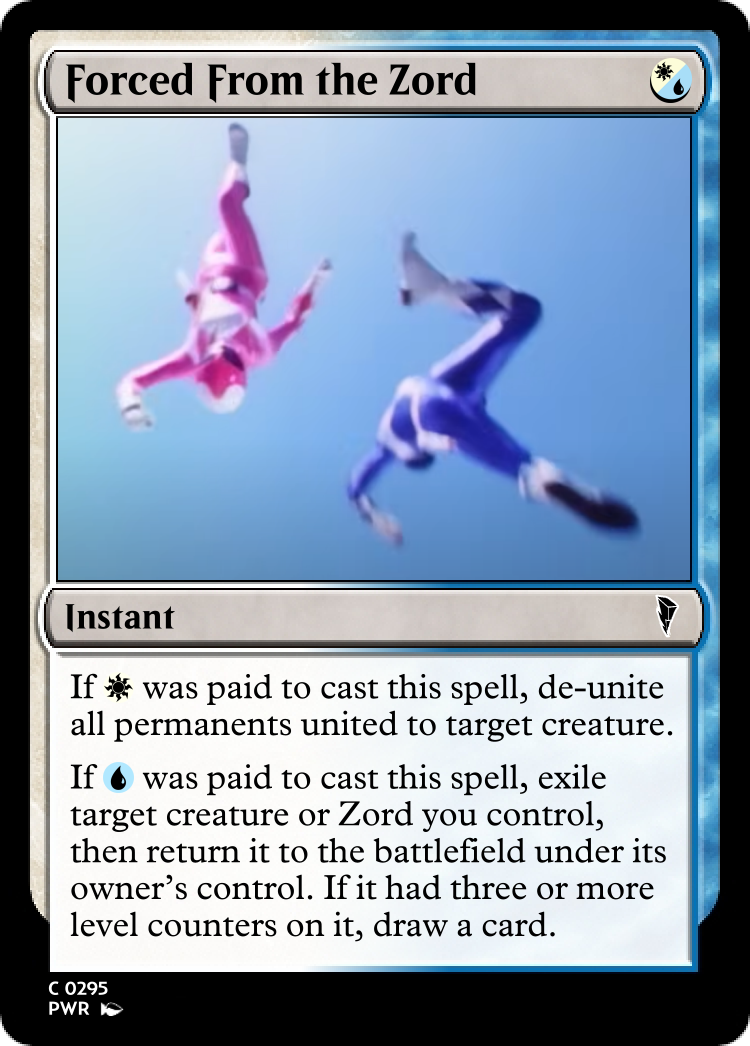 Forced From the Zord
Instant
If was paid to cast this spell, de-unite
all permanents united to target creature.
If was paid to cast this spell, exile
target creature or Zord you control,
then return it to the battlefield under its
owner's control. If it had three or more
level counters on it, draw a card.
C 0295
PWR